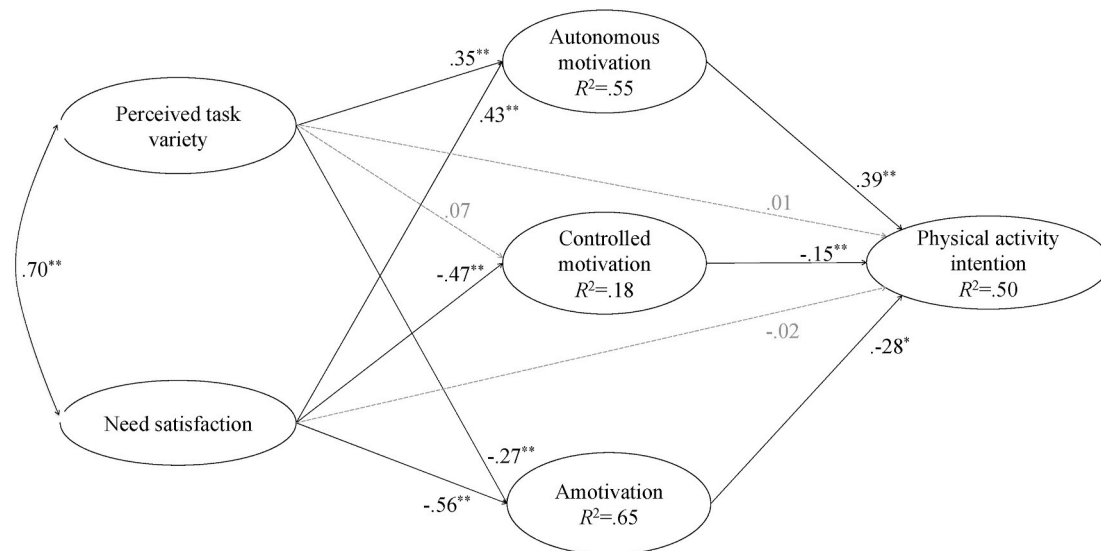 Autonomous
motivation
R²=.55
.35**
Perceived task
variety
.43**
.39**
.07
.01
Controlled
motivation
R²=.18
Physical activity
intention
R²=.50
.70**
-.47**
-.15**
-.02
.-28*
Need satisfaction
-.27**
-.56**
Amotivation
R²=.65